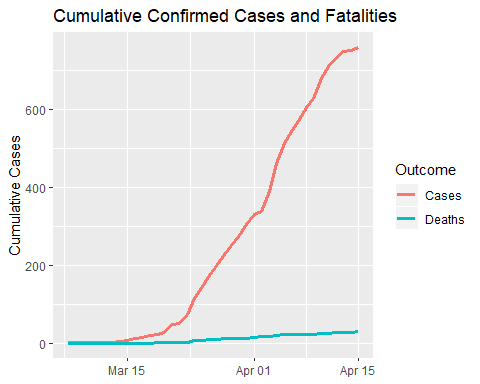 Cumulative Confirmed Cases and Fatalities
Cumulative Cases
600
400
200
0
Mar 15
Apr 01
Apr 15
Outcome
Cases
Deaths